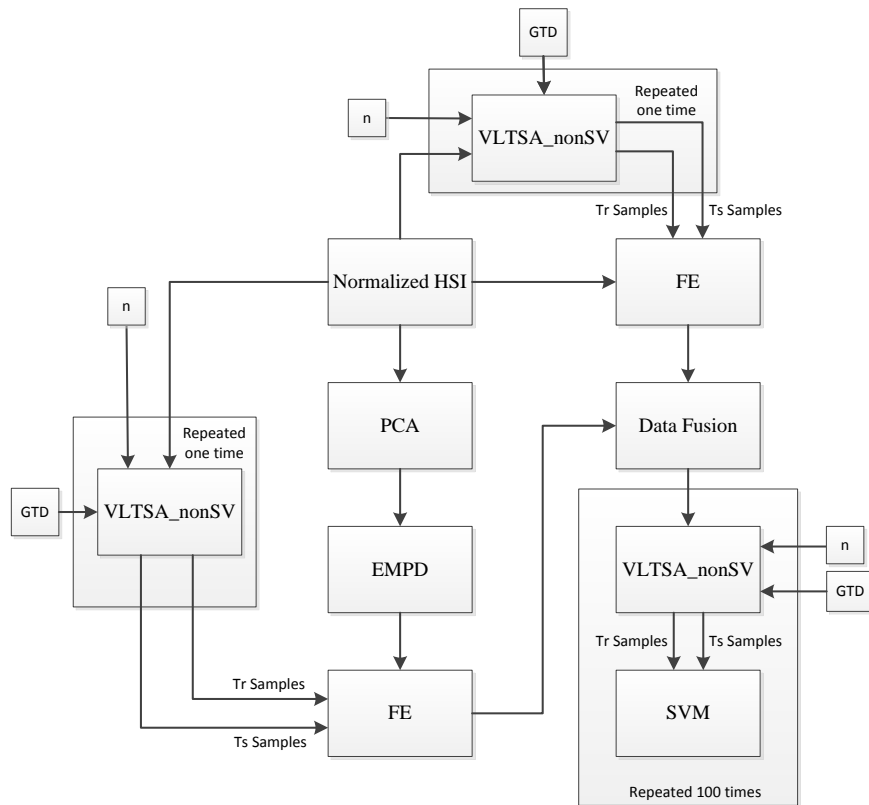 GTD
Repeated
one time
n
VLTSA_nonSV
Tr Samples
Ts Samples
Normalized HSI
FE
n
PCA
Data Fusion
Repeated
one time
GTD
VLTSA_nonSV
EMPD
VLTSA_nonSV
n
GTD
Tr Samples
Ts Samples
Tr Samples
Ts Samples
FE
SVM
Repeated 100 times